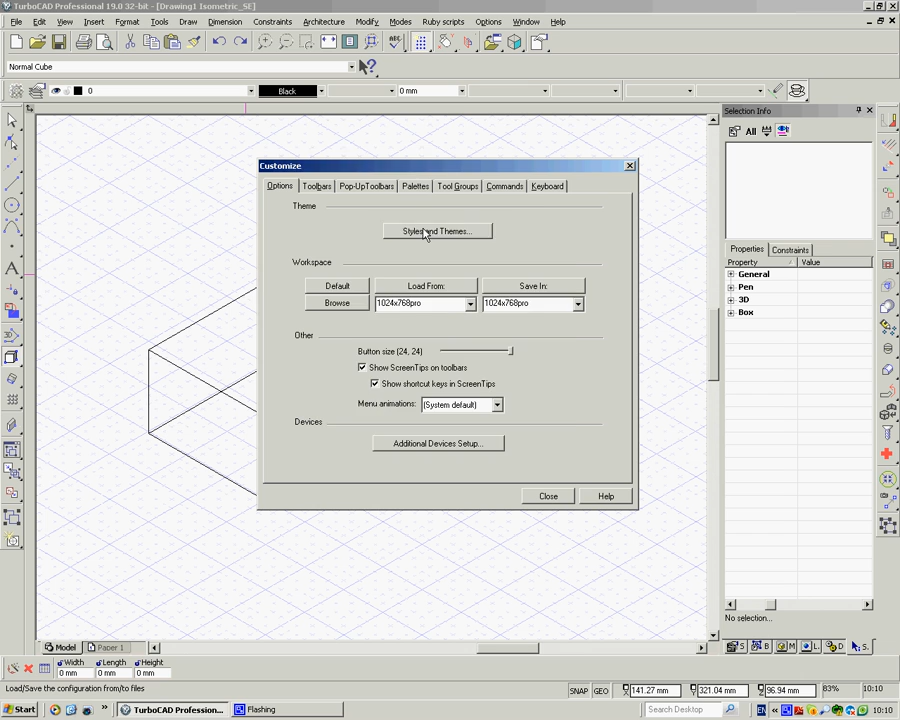 TurboCAD Professional 19.0 32-bit - [Drawing1 Isometric_SE]
File Edit View Insert Format Tools Dimension Constraints Architecture Modify Modes Ruby scripts Options Window Help
Normal Cube
0 Black 0 mm
Customize
Options Toolbars Pop-UpToolbars Palettes Tool Groups Commands Keyboard
Theme
Styles and Themes...
Workspace
Default Load From: Save In:
Browse 1024x768pro 1024x768pro
Other
Button size (24, 24)
Show ScreenTips on toolbars
Show shortcut keys in ScreenTips
Menu animations: (System default)
Devices
Additional Devices Setup...
Close Help
Selection Info
All
Properties Constraints
Property Value
General
Pen
3D
Box
No selection...
S B M L. D S.
Model Paper 1
Width Length Height
0 mm 0 mm 0 mm
Load/Save the configuration from/to files
SNAP GEO X 141.27 mm Y 321.04 mm Z 96.94 mm 83% 10:10
Start TurboCAD Profession... Flashing Search Desktop EN 10:10